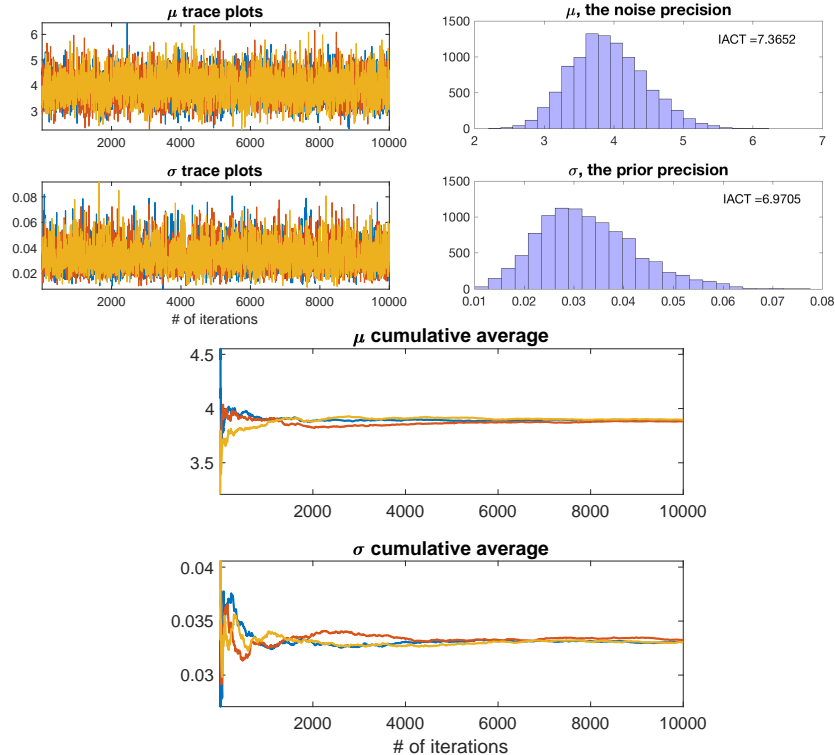 μ trace plots
6
5
4
3
2000 4000 6000 8000 10000
μ, the noise precision
1500
1000
500
0
2 3 4 5 6 7
IACT =7.3652
σ trace plots
0.08
0.06
0.04
0.02
2000 4000 6000 8000 10000
# of iterations
σ, the prior precision
1500
1000
500
0
0.01 0.02 0.03 0.04 0.05 0.06 0.07 0.08
IACT =6.9705
μ cumulative average
4.5
4
3.5
2000 4000 6000 8000 10000
σ cumulative average
0.04
0.035
0.03
2000 4000 6000 8000 10000
# of iterations